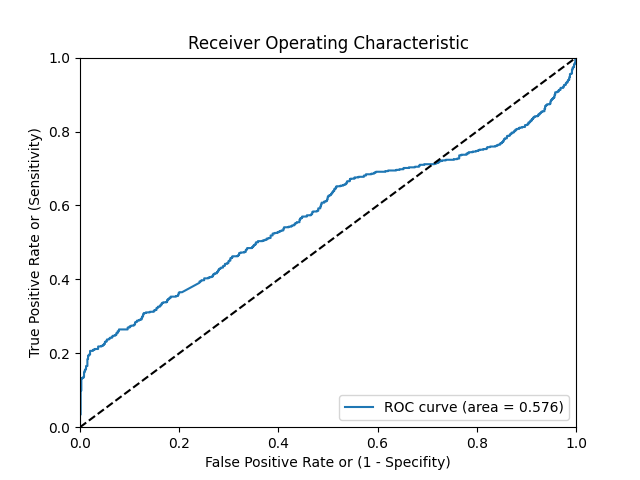 Receiver Operating Characteristic
True Positive Rate or (Sensitivity)
1.0
0.8
0.6
0.4
0.2
0.0
ROC curve (area = 0.576)
0.0 0.2 0.4 0.6 0.8 1.0
False Positive Rate or (1 - Specifity)